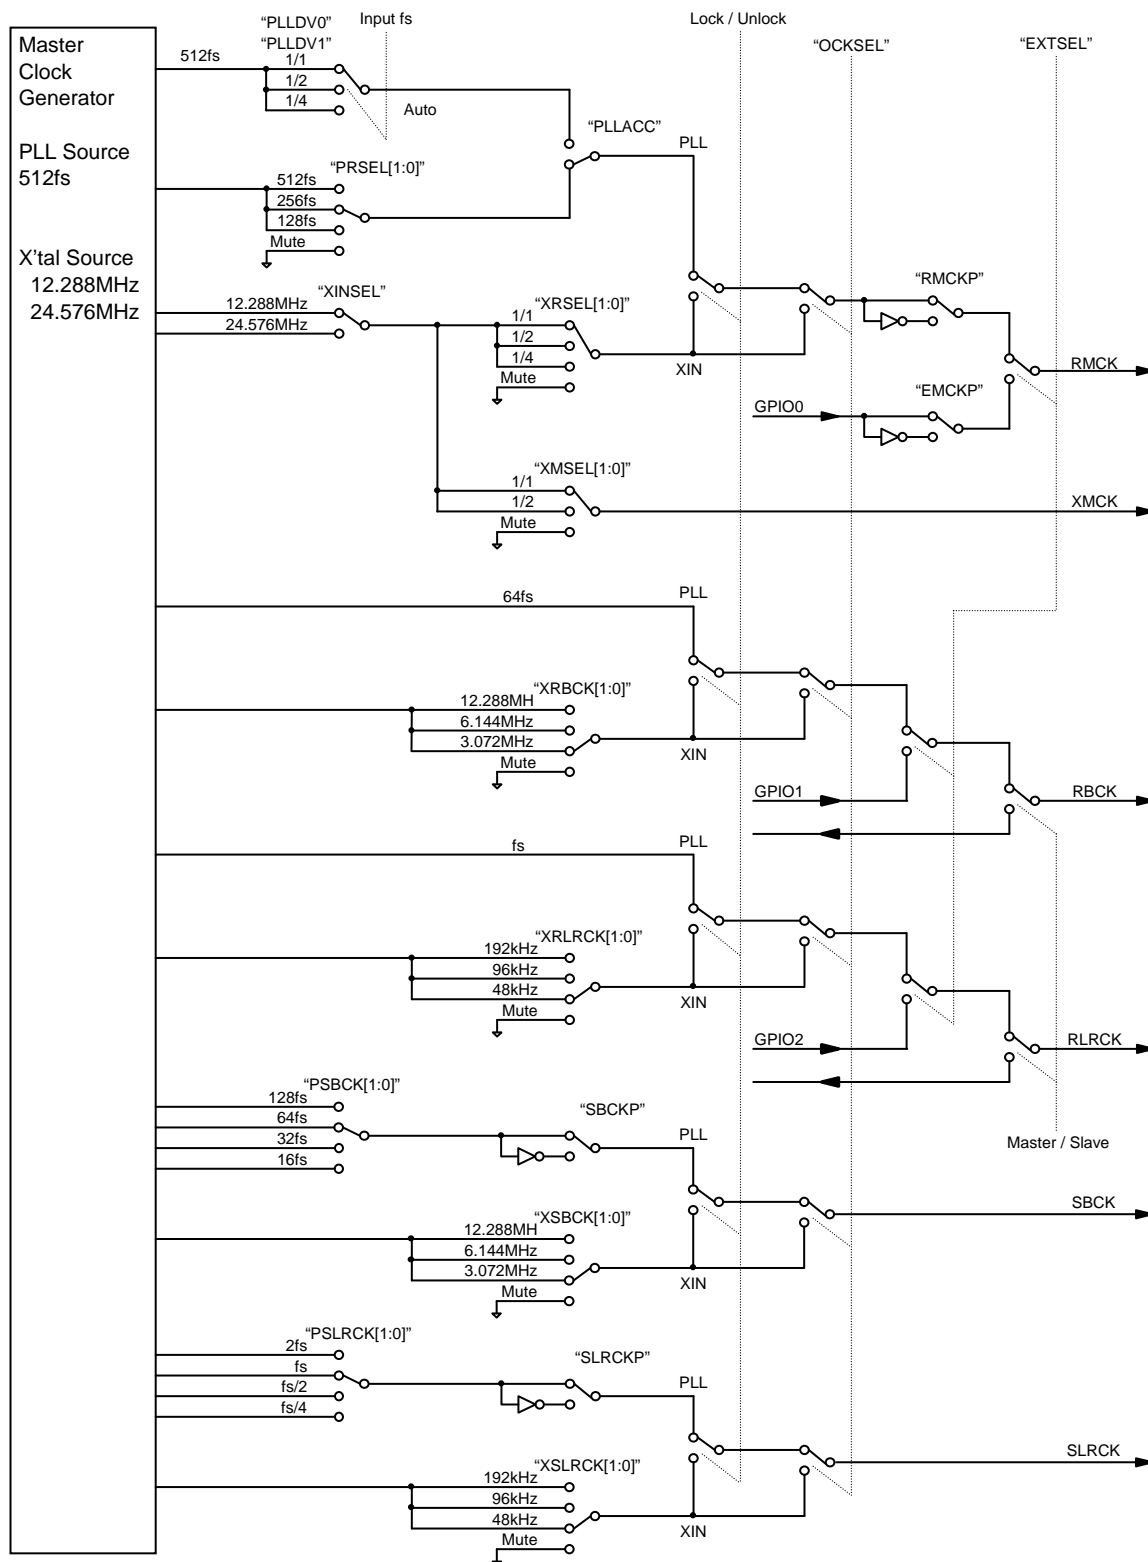 “PLLDV0”
“PLLDV1”
Input fs
Lock / Unlock
“OCKSEL”
“EXTSEL”
Master
Clock
Generator
PLL Source
512fs
X'tal Source
12.288MHz
24.576MHz
512fs
1/1
1/2
1/4
Auto
“PLLACC”
PLL
“PRSEL[1:0]”
512fs
256fs
128fs
Mute
“XINSEL”
12.288MHz
24.576MHz
“XRSEL[1:0]”
1/1
1/2
1/4
Mute
XIN
“RMCKP”
RMCK
GPIO0
“EMCKP”
“XMSEL[1:0]”
1/1
1/2
Mute
XMCK
64fs
PLL
“XRBCK[1:0]”
12.288MH
6.144MHz
3.072MHz
Mute
XIN
GPIO1
RBCK
fs
PLL
“XRLRCK[1:0]”
192kHz
96kHz
48kHz
Mute
XIN
GPIO2
RLRCK
“PSBCK[1:0]”
128fs
64fs
32fs
16fs
“SBCKP”
PLL
Master / Slave
“XSBCK[1:0]”
12.288MH
6.144MHz
3.072MHz
Mute
XIN
SBCK
“PSLRCK[1:0]”
2fs
fs
fs/2
fs/4
“SLRCKP”
PLL
“XSLRCK[1:0]”
192kHz
96kHz
48kHz
Mute
XIN
SLRCK